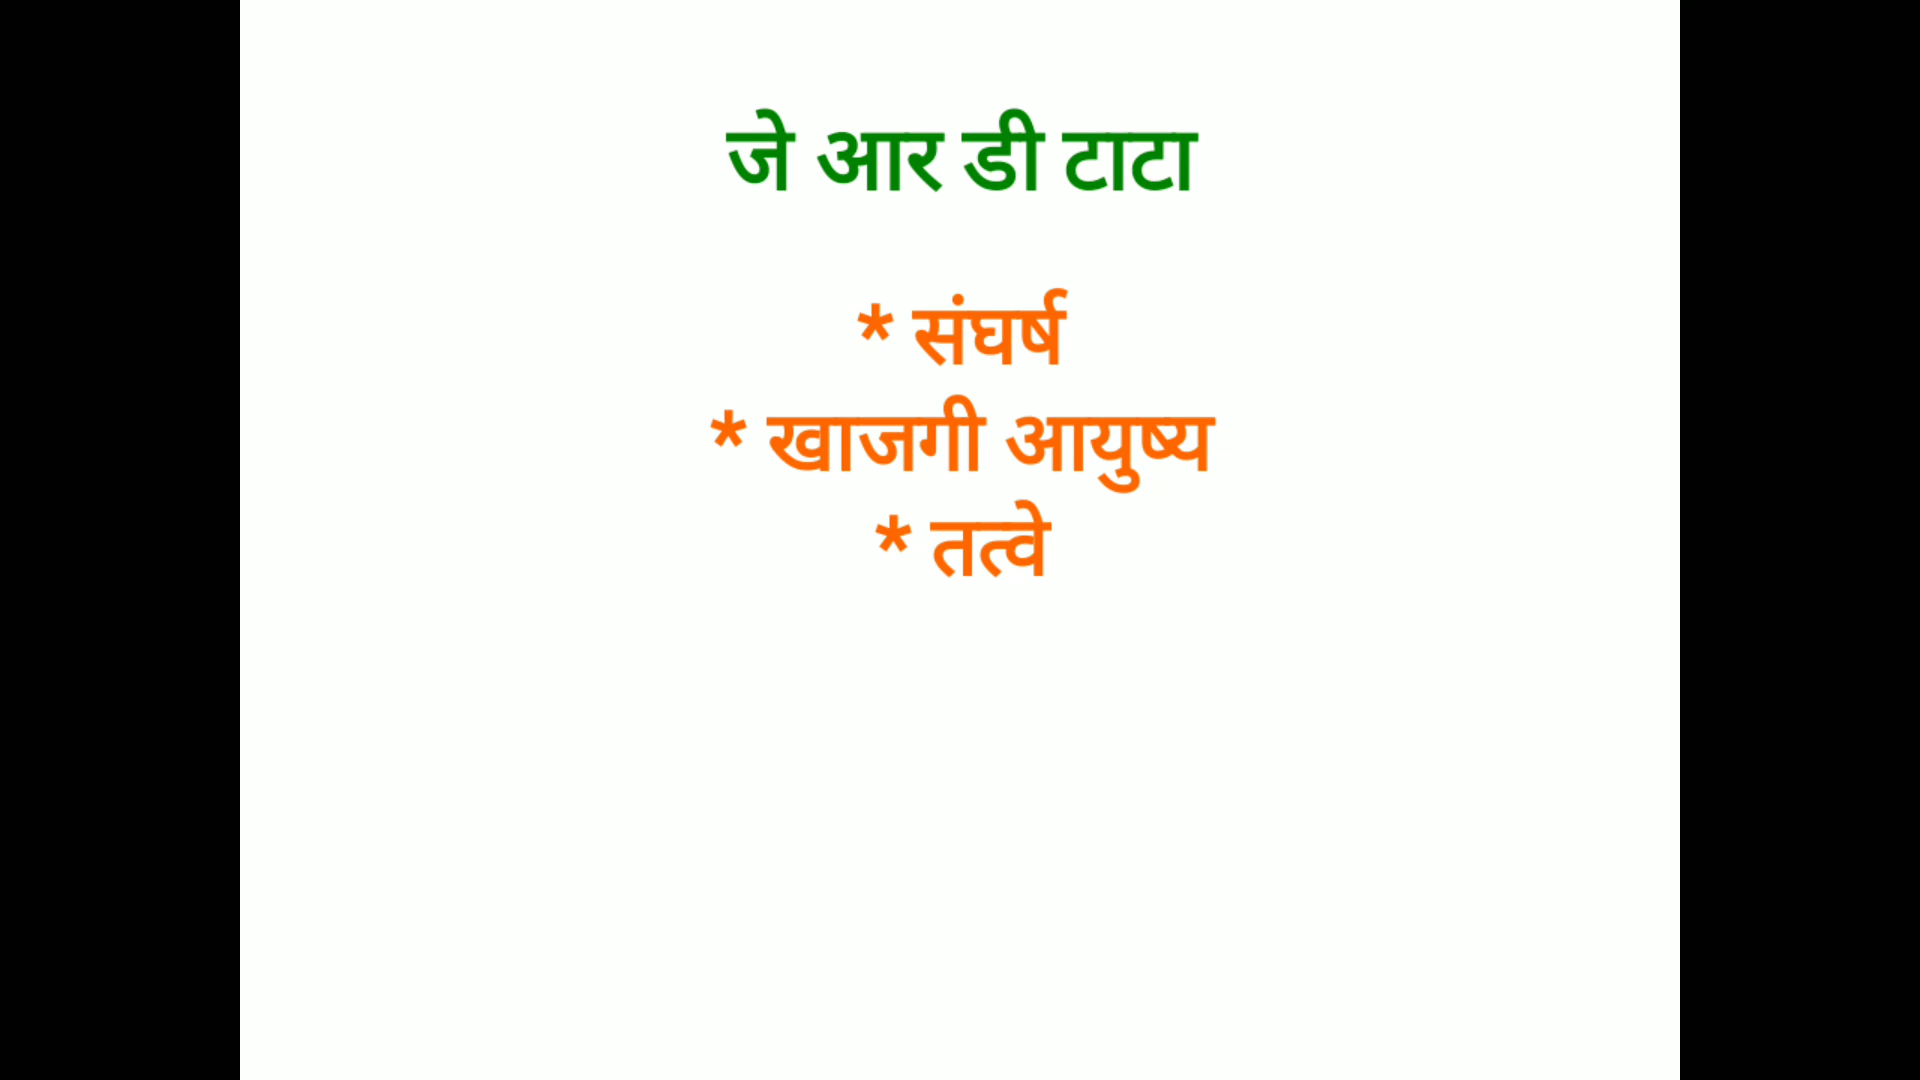 जे आर डी टाटा
* संघर्ष
* खाजगी आयुष्य
* तत्वे